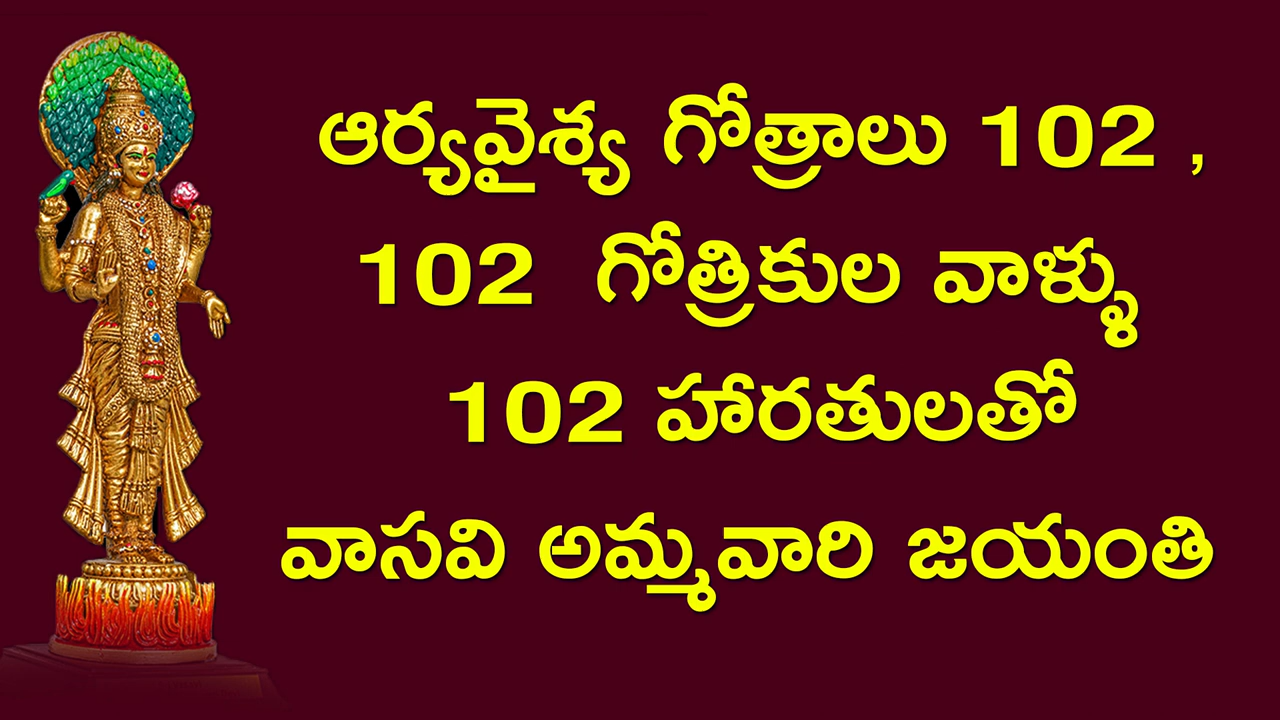 ఆర్యవైశ్య గోత్రాలు 102 ,
102 గోత్రికుల వాళ్ళు
102 హారతులతో
వాసవి అమ్మవారి జయంతి